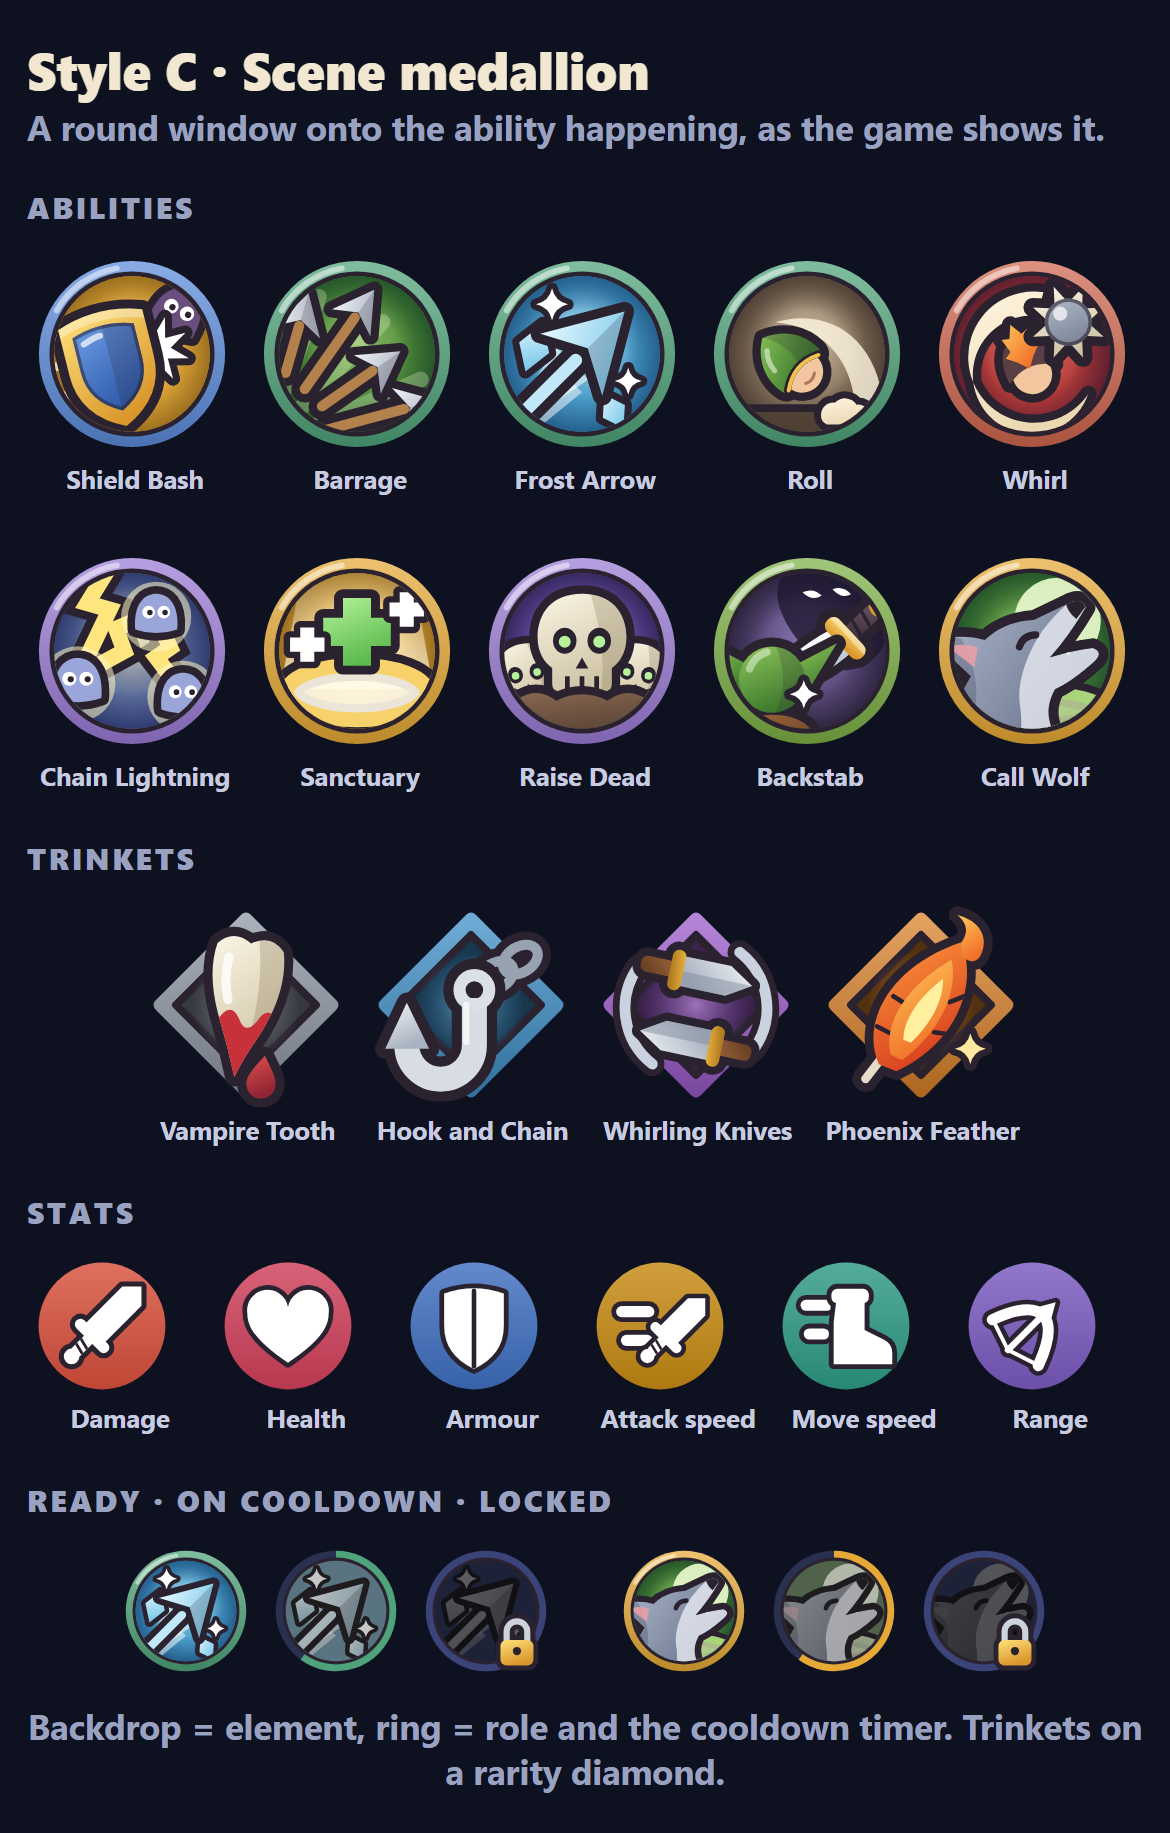 Style C · Scene medallion
A round window onto the ability happening, as the game shows it.
ABILITIES
Shield Bash
Barrage
Frost Arrow
Roll
Whirl
Chain Lightning
Sanctuary
Raise Dead
Backstab
Call Wolf
TRINKETS
Vampire Tooth
Hook and Chain
Whirling Knives
Phoenix Feather
STATS
Damage
Health
Armour
Attack speed
Move speed
Range
READY · ON COOLDOWN · LOCKED
Backdrop = element, ring = role and the cooldown timer. Trinkets on
a rarity diamond.